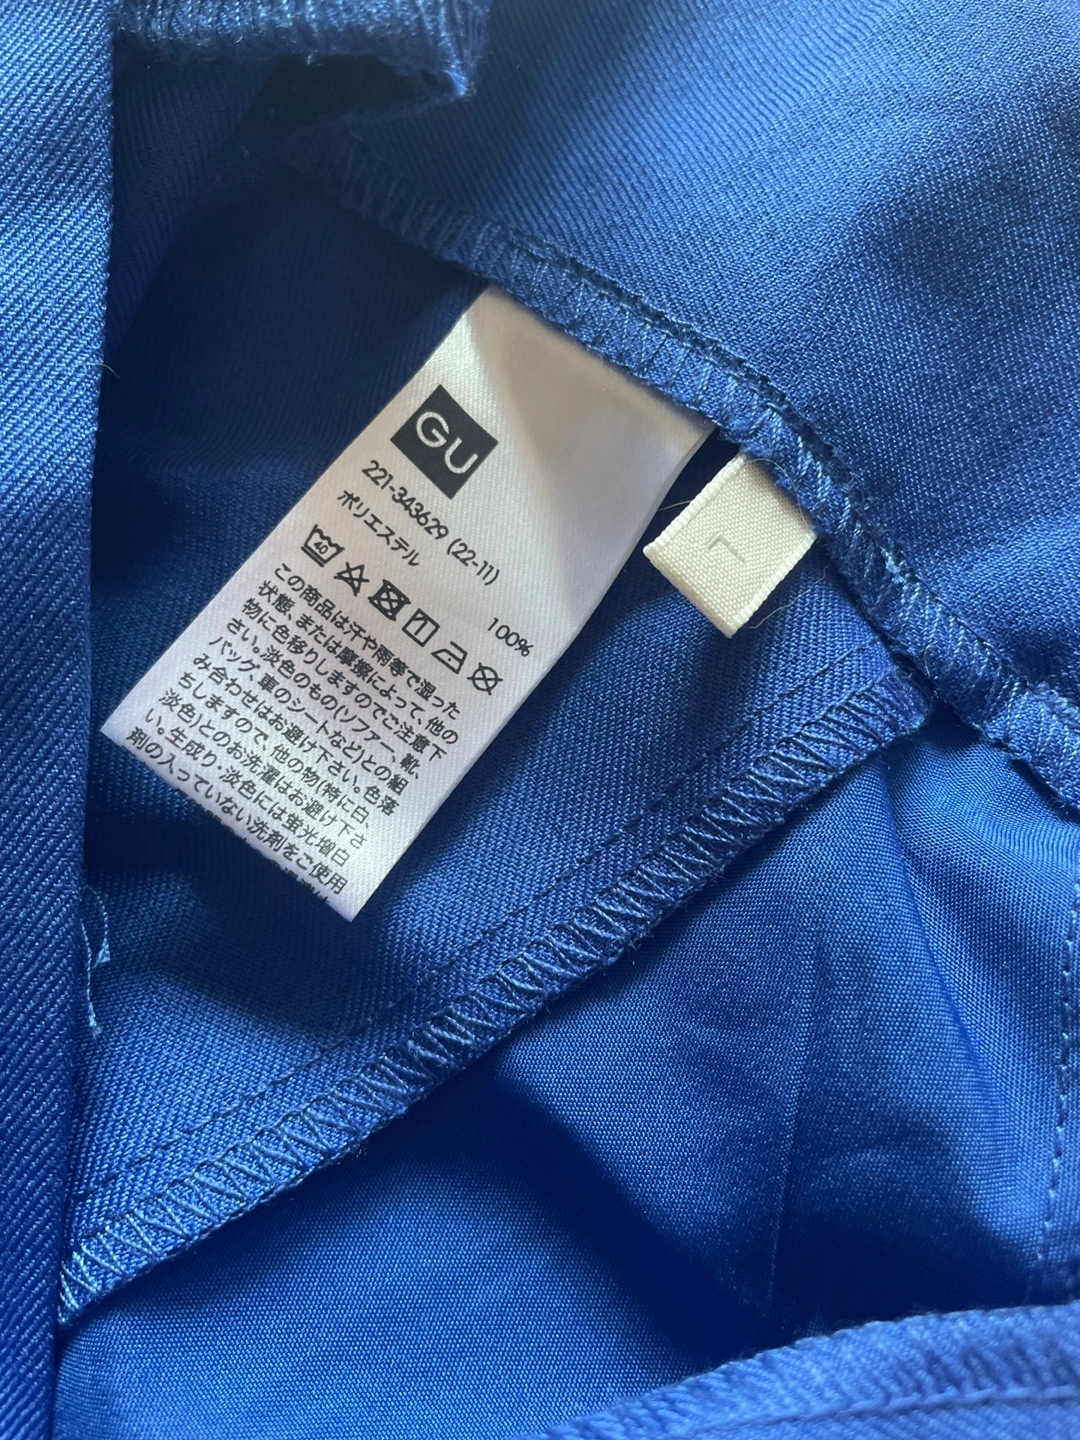 GU
221-343629 (22-11)
ポリエステル 100%
40
この商品は汗や雨等で湿った
状態、または摩擦によって、他の
物に色移りしますのでご注意下
さい。淡色のもの(ソファー、靴、
バッグ、車のシートなど)との組
み合わせはお避け下さい。色落
ちしますので、他の物(特に白、
淡色)とのお洗濯はお避け下さ
い。生成り・淡色には蛍光増白
剤の入っていない洗剤をご使用
L